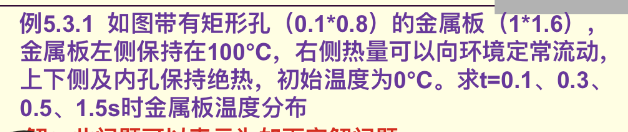 例5.3.1 如图带有矩形孔（0.1*0.8）的金属板（1*1.6），
金属板左侧保持在100°C，右侧热量可以向环境定常流动，
上下侧及内孔保持绝热，初始温度为0°C。求t=0.1、0.3、
0.5、1.5s时金属板温度分布